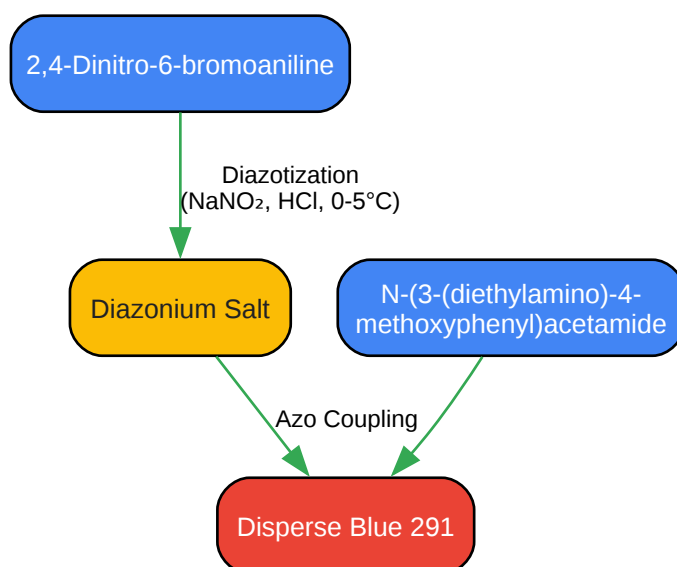 2,4-Dinitro-6-bromoaniline
Diazotization
(NaNO₂, HCl, 0-5°C)
Diazonium Salt
N-(3-(diethylamino)-4-
methoxyphenyl)acetamide
Azo Coupling
Disperse Blue 291